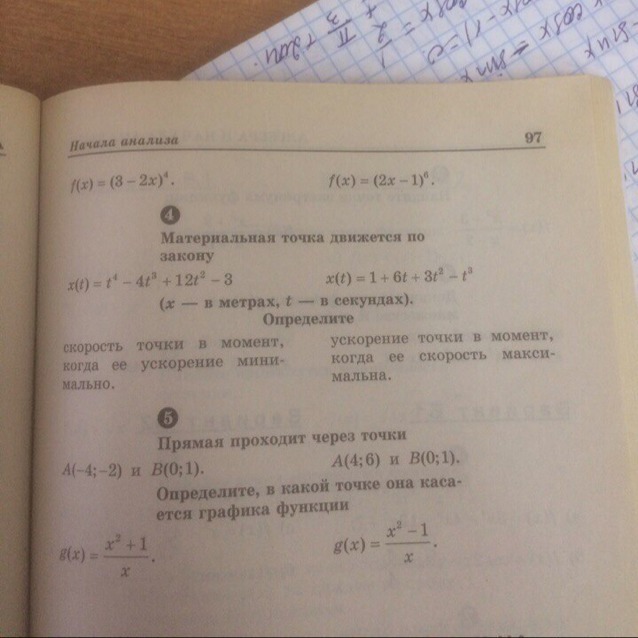 Начала анализа 97
f(x) = (3 − 2x)⁴. f(x) = (2x − 1)⁶.
4
Материальная точка движется по
закону
x(t) = t⁴ − 4t³ + 12t² − 3 x(t) = 1 + 6t + 3t² − t³
(x — в метрах, t — в секундах).
Определите
скорость точки в момент,
когда ее ускорение мини-
мально.
ускорение точки в момент,
когда ее скорость макси-
мальна.
5
Прямая проходит через точки
A(−4;−2) и B(0;1). A(4;6) и B(0;1).
Определите, в какой точке она каса-
ется графика функции
g(x) = (x² + 1)/x. g(x) = (x² − 1)/x.